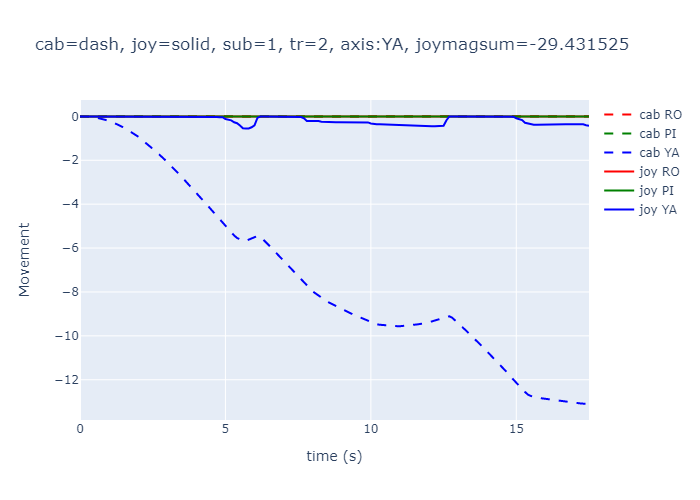 cab=dash, joy=solid, sub=1, tr=2, axis:YA, joymagsum=-29.431525
0
−2
−4
−6
−8
−10
−12
Movement
0 5 10 15
time (s)
cab RO
cab PI
cab YA
joy RO
joy PI
joy YA